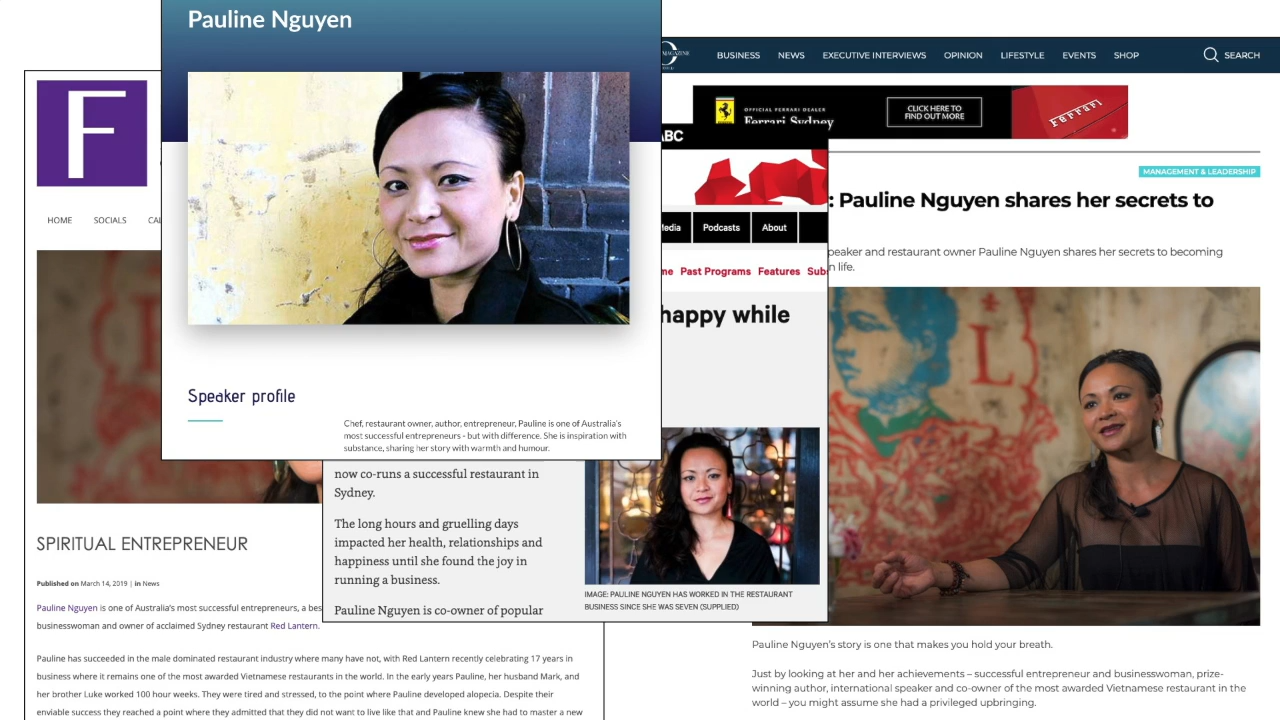 Pauline Nguyen
Speaker profile
Chef, restaurant owner, author, entrepreneur, Pauline is one of Australia's
most successful entrepreneurs - but with difference. She is inspiration with
substance, sharing her story with warmth and humour.
F
HOME SOCIALS
SPIRITUAL ENTREPRENEUR
Published on March 14, 2019 | in News
Pauline Nguyen is one of Australia's most successful entrepreneurs, a
businesswoman and owner of acclaimed Sydney restaurant Red Lantern.
Pauline has succeeded in the male dominated restaurant industry where many have not, with Red Lantern recently celebrating 17 years in
business where it remains one of the most awarded Vietnamese restaurants in the world. In the early years Pauline, her husband Mark, and
her brother Luke worked 100 hour weeks. They were tired and stressed, to the point where Pauline developed alopecia. Despite their
enviable success they reached a point where they admitted that they did not want to live like that and Pauline knew she had to master a new
ABC
Podcasts About
Past Programs Features
happy while
now co-runs a successful restaurant in
Sydney.
The long hours and gruelling days
impacted her health, relationships and
happiness until she found the joy in
running a business.
Pauline Nguyen is co-owner of popular
IMAGE: PAULINE NGUYEN HAS WORKED IN THE RESTAURANT
BUSINESS SINCE SHE WAS SEVEN (SUPPLIED)
BUSINESS NEWS EXECUTIVE INTERVIEWS OPINION LIFESTYLE EVENTS SHOP SEARCH
OFFICIAL FERRARI DEALER
Ferrari Sydney
CLICK HERE TO
FIND OUT MORE
Ferrari
MANAGEMENT & LEADERSHIP
: Pauline Nguyen shares her secrets to
peaker and restaurant owner Pauline Nguyen shares her secrets to becoming
n life.
L
Pauline Nguyen's story is one that makes you hold your breath.
Just by looking at her and her achievements – successful entrepreneur and businesswoman, prize-
winning author, international speaker and co-owner of the most awarded Vietnamese restaurant in the
world – you might assume she had a privileged upbringing.